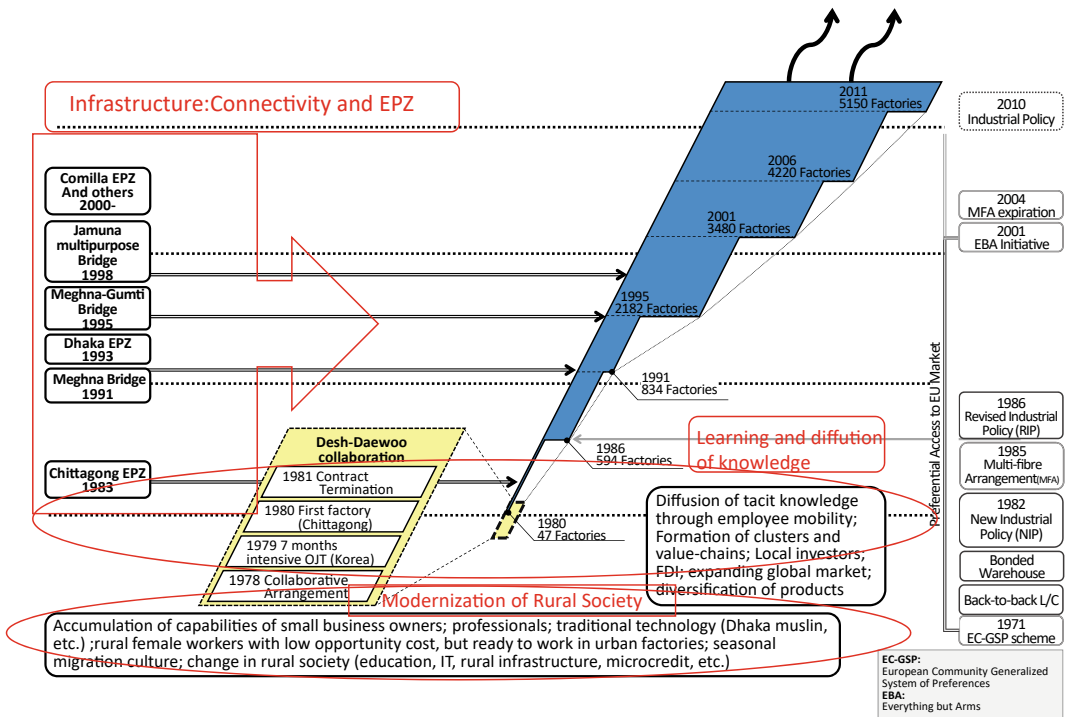 Infrastructure:Connectivity and EPZ
Comilla EPZ
And others
2000-
Jamuna
multipurpose
Bridge
1998
Meghna-Gumti
Bridge
1995
Dhaka EPZ
1993
Meghna Bridge
1991
Chittagong EPZ
1983
Desh-Daewoo
collaboration
1981 Contract
Termination
1980 First factory
(Chittagong)
1979 7 months
intensive OJT (Korea)
1978 Collaborative
Arrangement
2011
5150 Factories
2006
4220 Factories
2001
3480 Factories
1995
2182 Factories
1991
834 Factories
1986
594 Factories
1980
47 Factories
Learning and diffution
of knowledge
Diffusion of tacit knowledge
through employee mobility;
Formation of clusters and
value-chains; Local investors;
FDI; expanding global market;
diversification of products
Modernization of Rural Society
Accumulation of capabilities of small business owners; professionals; traditional technology (Dhaka muslin,
etc.) ;rural female workers with low opportunity cost, but ready to work in urban factories; seasonal
migration culture; change in rural society (education, IT, rural infrastructure, microcredit, etc.)
Preferential Access to EU Market
2010
Industrial Policy
2004
MFA expiration
2001
EBA Initiative
1986
Revised Industrial
Policy (RIP)
1985
Multi-fibre
Arrangement(MFA)
1982
New Industrial
Policy (NIP)
Bonded
Warehouse
Back-to-back L/C
1971
EC-GSP scheme
EC-GSP:
European Community Generalized
System of Preferences
EBA:
Everything but Arms